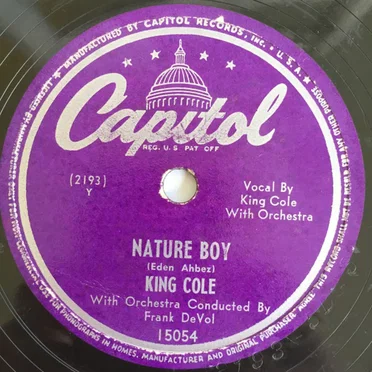 MANUFACTURED BY CAPITOL RECORDS, INC. U.S.A.
Capitol
REG. U.S. PAT. OFF
(2193)
Y
Vocal By
King Cole
With Orchestra
NATURE BOY
(Eden Ahbez)
KING COLE
With Orchestra Conducted By
Frank DeVol
15054
FOR PHONOGRAPHS IN HOMES. MANUFACTURER AND ORIGINAL PURCHASER